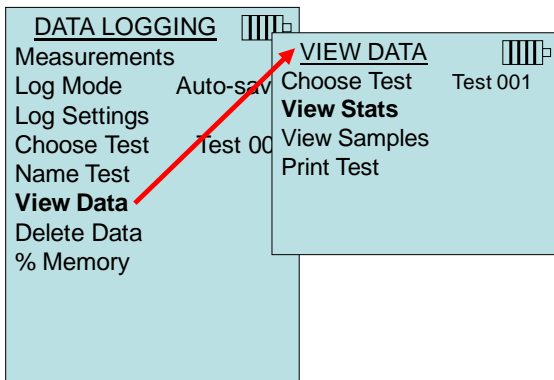 DATA LOGGING
Measurements
Log Mode Auto-sav
Log Settings
Choose Test Test 00
Name Test
View Data
Delete Data
% Memory
VIEW DATA
Choose Test Test 001
View Stats
View Samples
Print Test